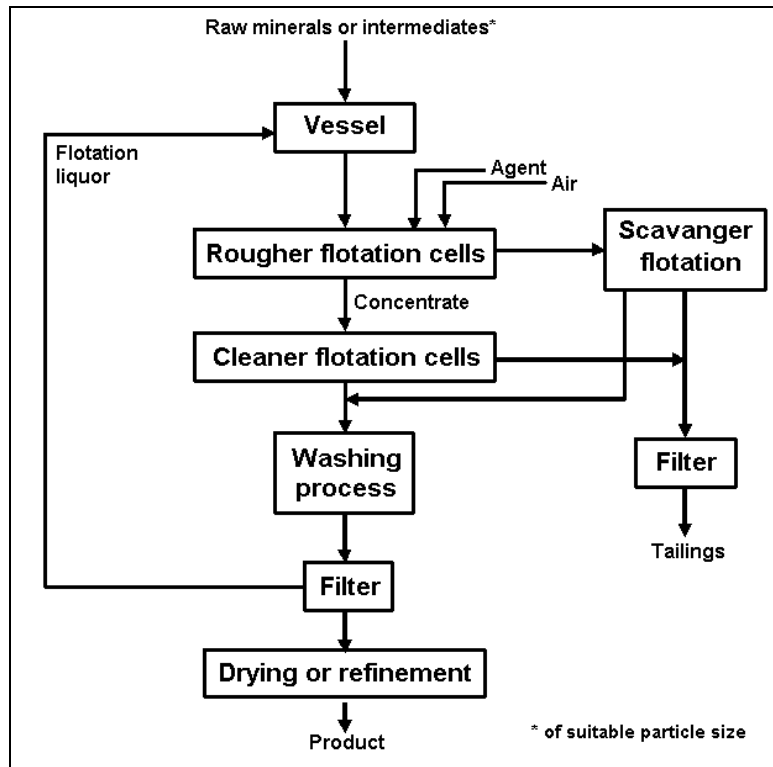 Raw minerals or intermediates*
Vessel
Flotation
liquor
Agent
Air
Rougher flotation cells
Scavanger
flotation
Concentrate
Cleaner flotation cells
Washing
process
Filter
Tailings
Filter
Drying or refinement
Product
* of suitable particle size